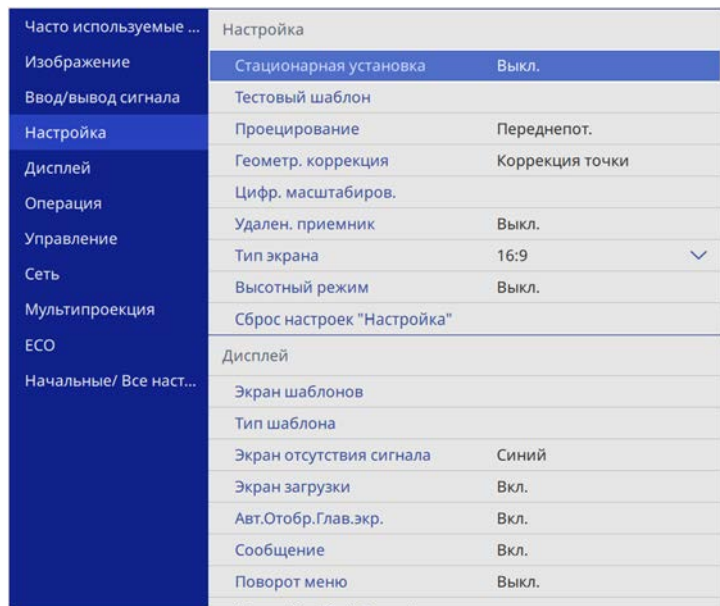 Часто используемые ...
Изображение
Ввод/вывод сигнала
Настройка
Дисплей
Операция
Управление
Сеть
Мультипроекция
ECO
Начальные/ Все наст...
Настройка
Стационарная установка Выкл.
Тестовый шаблон
Проецирование Переднепот.
Геометр. коррекция Коррекция точки
Цифр. масштабиров.
Удален. приемник Выкл.
Тип экрана 16:9
Высотный режим Выкл.
Сброс настроек "Настройка"
Дисплей
Экран шаблонов
Тип шаблона
Экран отсутствия сигнала Синий
Экран загрузки Вкл.
Авт.Отобр.Глав.экр. Вкл.
Сообщение Вкл.
Поворот меню Выкл.